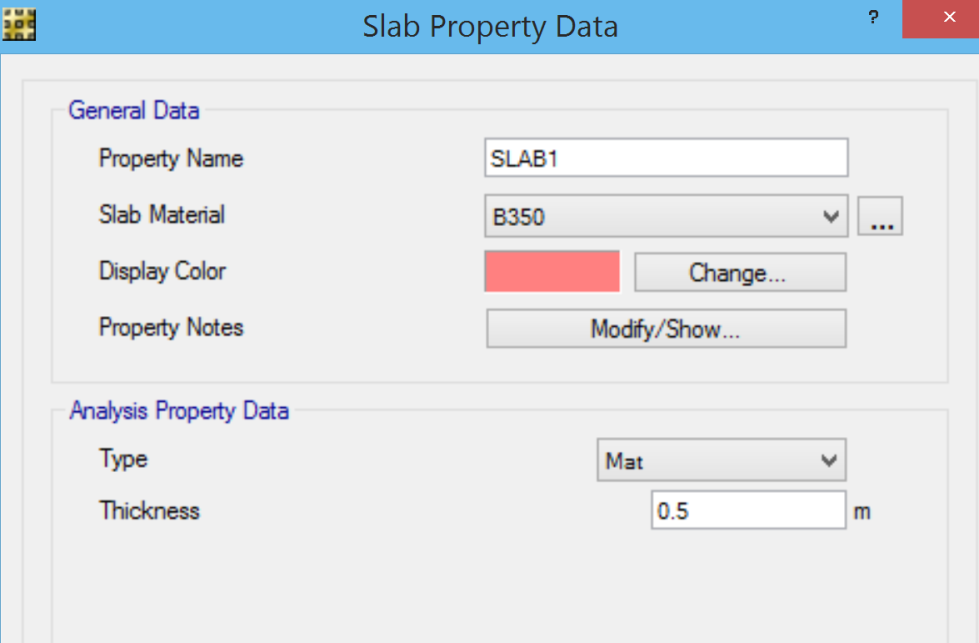 Slab Property Data ?
General Data
Property Name SLAB1
Slab Material B350 ...
Display Color Change...
Property Notes Modify/Show...
Analysis Property Data
Type Mat
Thickness 0.5 m